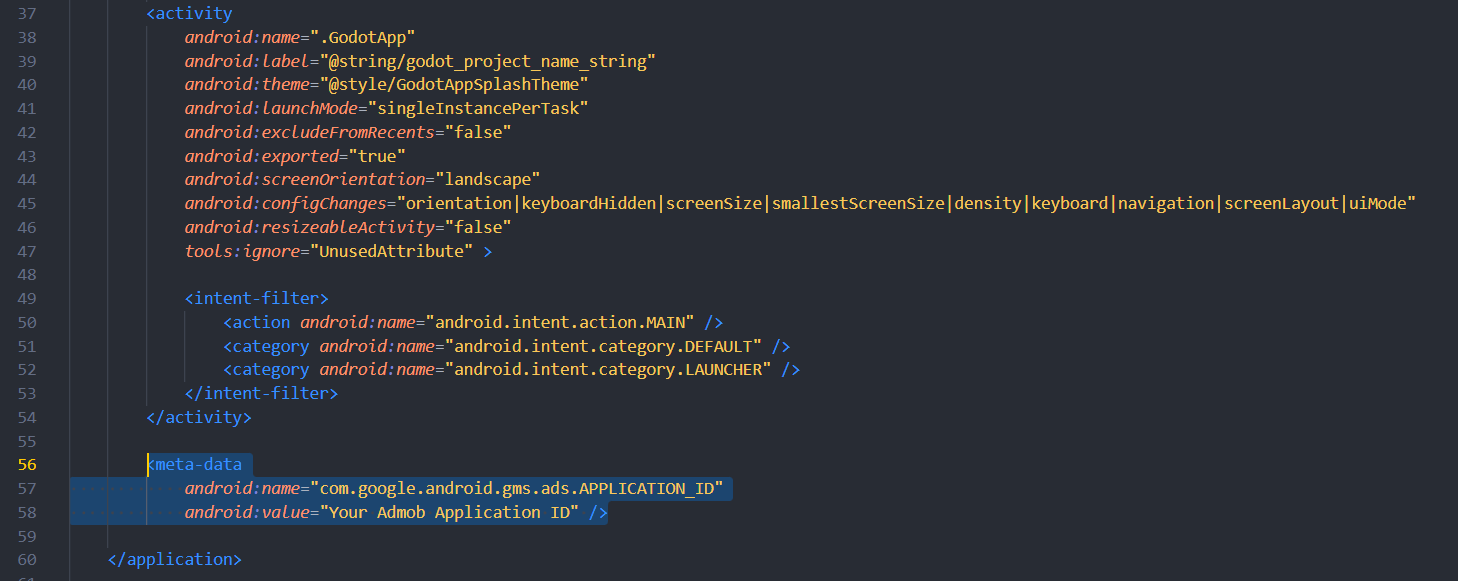 37 <activity
38 android:name=".GodotApp"
39 android:label="@string/godot_project_name_string"
40 android:theme="@style/GodotAppSplashTheme"
41 android:launchMode="singleInstancePerTask"
42 android:excludeFromRecents="false"
43 android:exported="true"
44 android:screenOrientation="landscape"
45 android:configChanges="orientation|keyboardHidden|screenSize|smallestScreenSize|density|keyboard|navigation|screenLayout|uiMode"
46 android:resizeableActivity="false"
47 tools:ignore="UnusedAttribute" >
48
49 <intent-filter>
50 <action android:name="android.intent.action.MAIN" />
51 <category android:name="android.intent.category.DEFAULT" />
52 <category android:name="android.intent.category.LAUNCHER" />
53 </intent-filter>
54 </activity>
55
56 <meta-data
57 android:name="com.google.android.gms.ads.APPLICATION_ID"
58 android:value="Your Admob Application ID" />
59
60 </application>